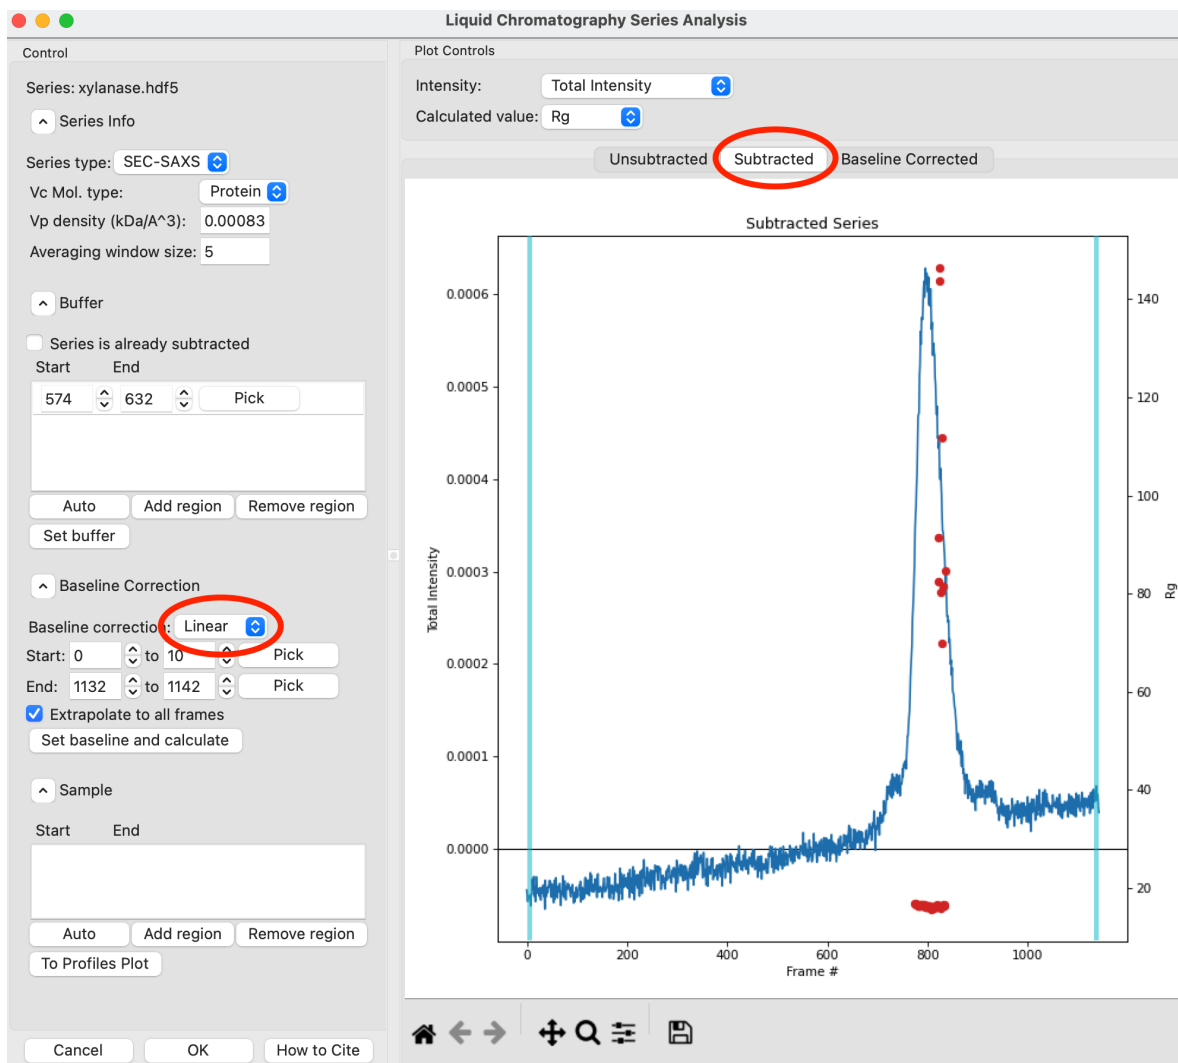 Liquid Chromatography Series Analysis
Control
Series: xylanase.hdf5
Series Info
Series type: SEC-SAXS
Vc Mol. type: Protein
Vp density (kDa/A^3): 0.00083
Averaging window size: 5
Buffer
Series is already subtracted
Start End
574 632 Pick
Auto Add region Remove region
Set buffer
Baseline Correction
Baseline correction: Linear
Start: 0 to 10 Pick
End: 1132 to 1142 Pick
Extrapolate to all frames
Set baseline and calculate
Sample
Start End
Auto Add region Remove region
To Profiles Plot
Cancel OK How to Cite
Plot Controls
Intensity: Total Intensity
Calculated value: Rg
Unsubtracted Subtracted Baseline Corrected
Subtracted Series
Total Intensity
0.0006
0.0005
0.0004
0.0003
0.0002
0.0001
0.0000
140
120
100
80
60
40
20
Rg
0 200 400 600 800 1000
Frame #